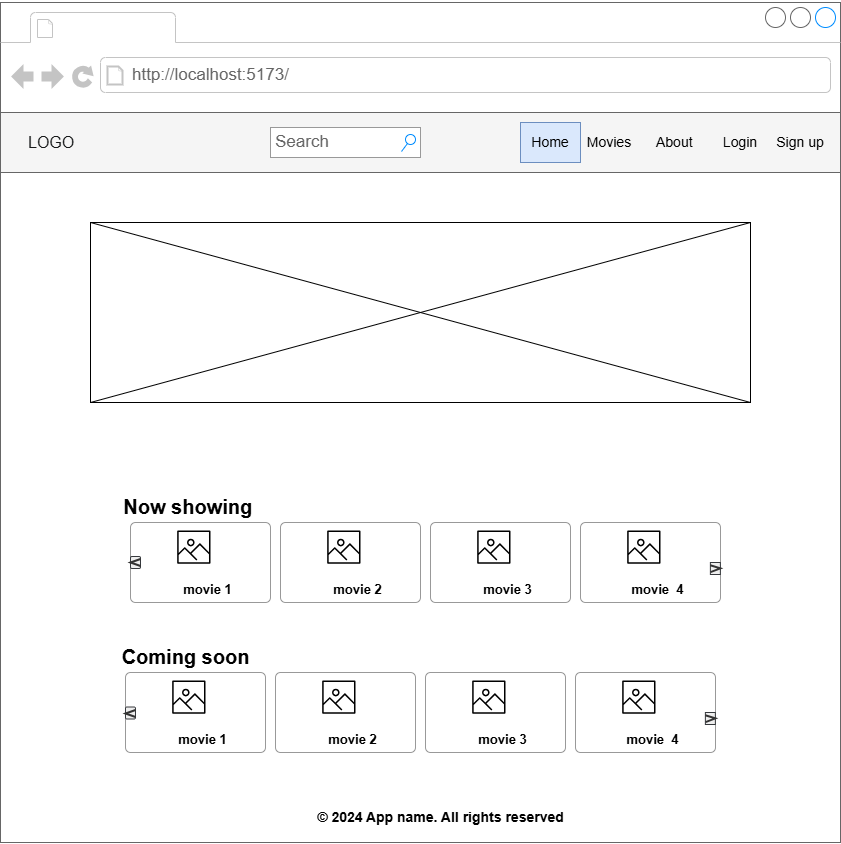 http://localhost:5173/
LOGO
Search
Home
Movies
About
Login
Sign up
Now showing
<
movie 1
movie 2
movie 3
movie  4
>
Coming soon
<
movie 1
movie 2
movie 3
movie  4
>
© 2024 App name. All rights reserved